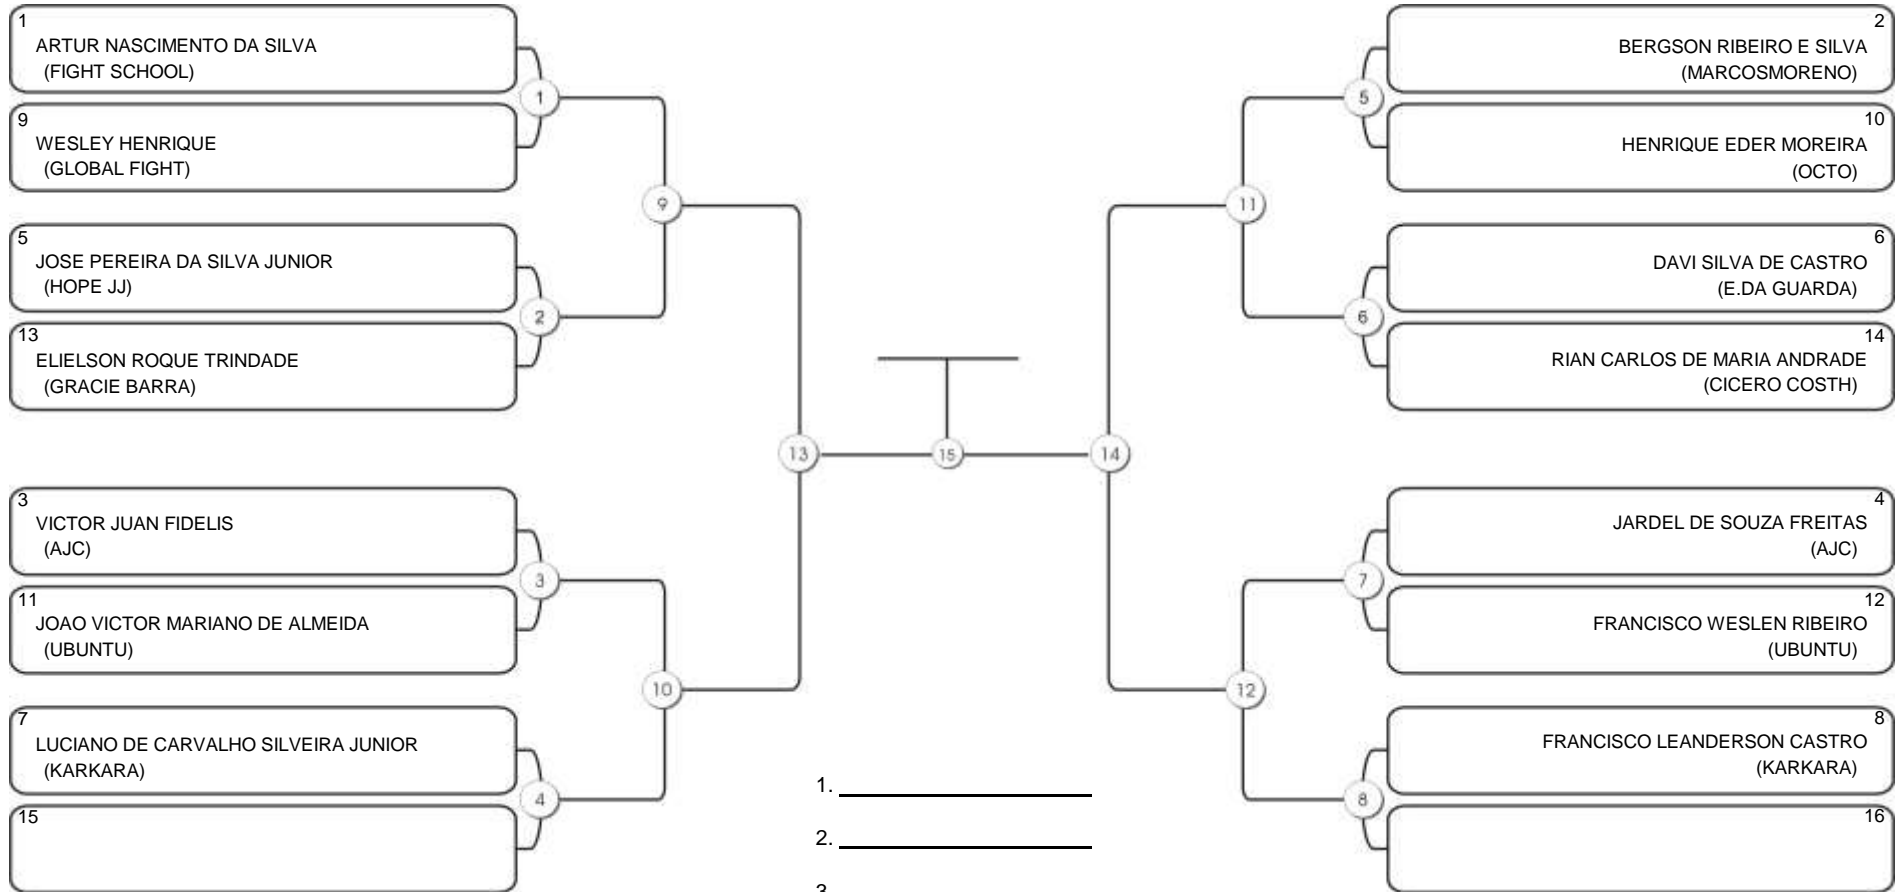 1
ARTUR NASCIMENTO DA SILVA
(FIGHT SCHOOL)
9
WESLEY HENRIQUE
(GLOBAL FIGHT)
5
JOSE PEREIRA DA SILVA JUNIOR
(HOPE JJ)
13
ELIELSON ROQUE TRINDADE
(GRACIE BARRA)
3
VICTOR JUAN FIDELIS
(AJC)
11
JOAO VICTOR MARIANO DE ALMEIDA
(UBUNTU)
7
LUCIANO DE CARVALHO SILVEIRA JUNIOR
(KARKARA)
15
1
2
3
4
9
10
13
15
14
11
12
5
6
7
8
2
BERGSON RIBEIRO E SILVA
(MARCOSMORENO)
10
HENRIQUE EDER MOREIRA
(OCTO)
6
DAVI SILVA DE CASTRO
(E.DA GUARDA)
14
RIAN CARLOS DE MARIA ANDRADE
(CICERO COSTH)
4
JARDEL DE SOUZA FREITAS
(AJC)
12
FRANCISCO WESLEN RIBEIRO
(UBUNTU)
8
FRANCISCO LEANDERSON CASTRO
(KARKARA)
16
1.
2.
3